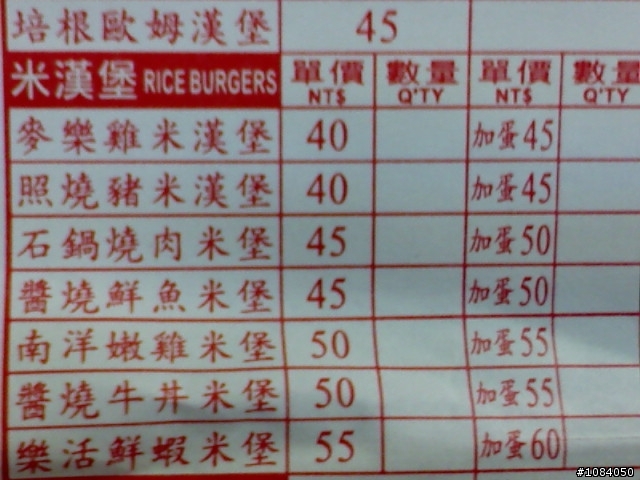 培根歐姆漢堡 45
米漢堡 RICE BURGERS 單價 NT$ 數量 Q'TY 單價 NT$ 數量 Q'TY
麥樂雞米漢堡 40 加蛋45
照燒豬米漢堡 40 加蛋45
石鍋燒肉米堡 45 加蛋50
醬燒鮮魚米堡 45 加蛋50
南洋嫩雞米堡 50 加蛋55
醬燒牛丼米堡 50 加蛋55
樂活鮮蝦米堡 55 加蛋60
#1084050